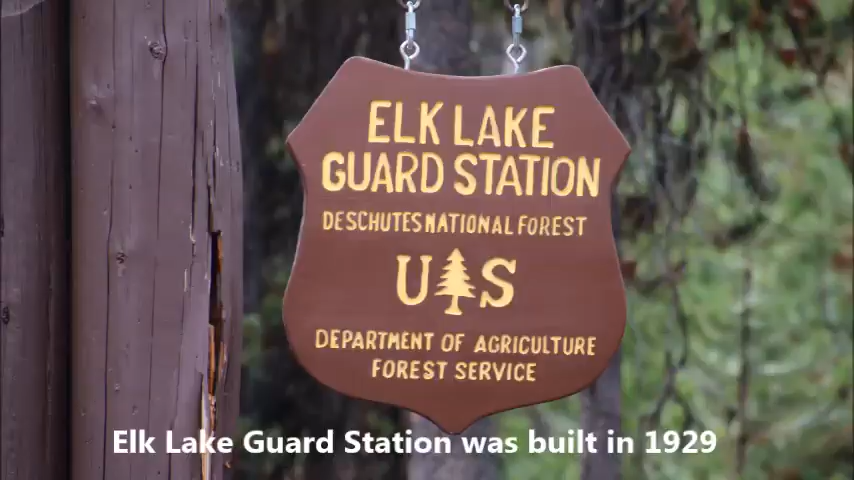 ELK LAKE
GUARD STATION
DESCHUTES NATIONAL FOREST
U S
DEPARTMENT OF AGRICULTURE
FOREST SERVICE
Elk Lake Guard Station was built in 1929